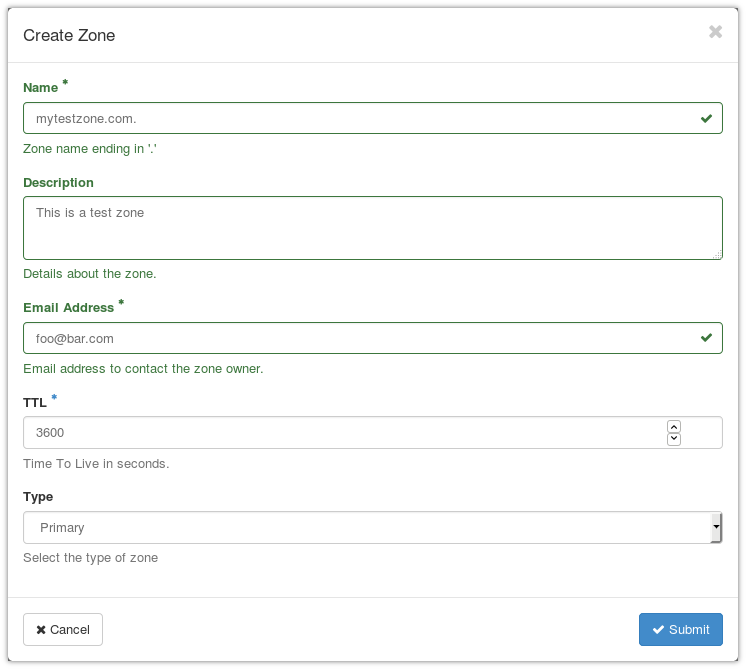 Create Zone
Name *
mytestzone.com.
Zone name ending in '.'
Description
This is a test zone
Details about the zone.
Email Address *
foo@bar.com
Email address to contact the zone owner.
TTL *
3600
Time To Live in seconds.
Type
Primary
Select the type of zone
Cancel
Submit